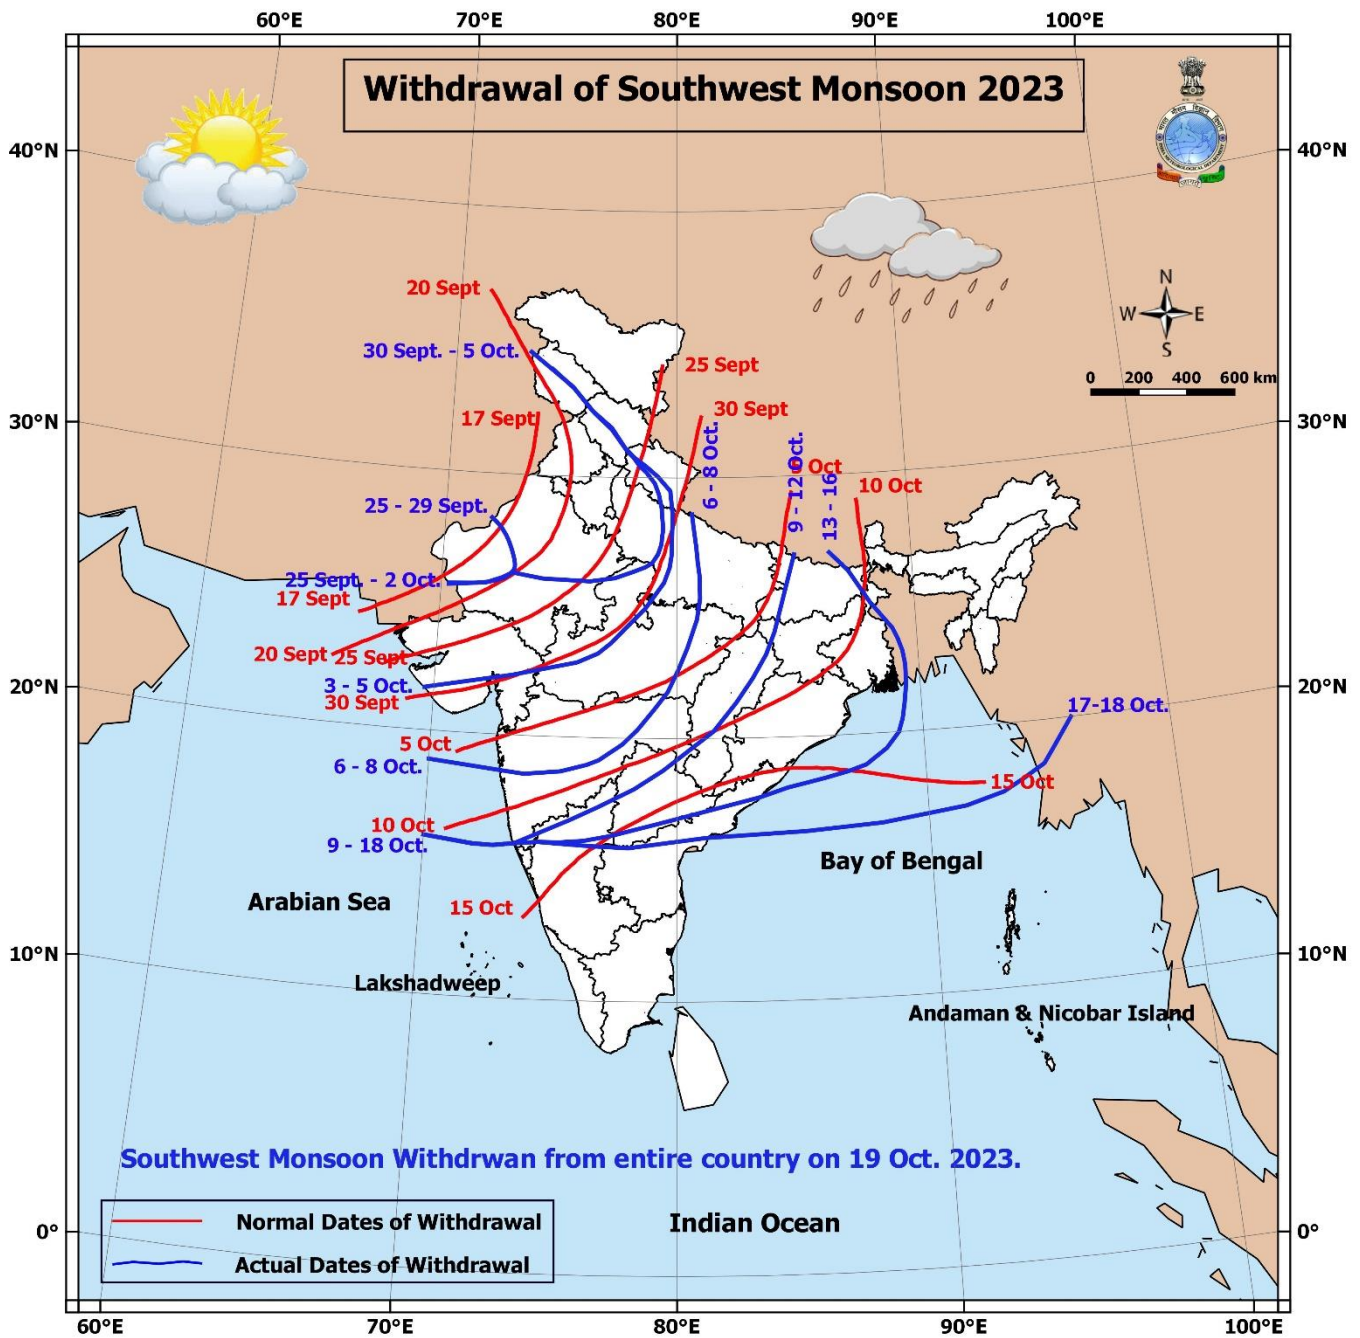 60°E 70°E 80°E 90°E 100°E
Withdrawal of Southwest Monsoon 2023
40°N 40°N
20 Sept
N
W E
S
30 Sept. - 5 Oct.
25 Sept
0 200 400 600 km
30 Sept
17 Sept
30°N 30°N
6 - 8 Oct.
9 - 12 Oct.
Oct
13 - 16
10 Oct
25 - 29 Sept.
25 Sept. - 2 Oct.
17 Sept
20 Sept
25 Sept
3 - 5 Oct.
20°N 20°N
30 Sept
17-18 Oct.
5 Oct
6 - 8 Oct.
15 Oct
10 Oct
9 - 18 Oct.
Bay of Bengal
Arabian Sea
15 Oct
10°N 10°N
Lakshadweep
Andaman & Nicobar Island
Southwest Monsoon Withdrwan from entire country on 19 Oct. 2023.
Normal Dates of Withdrawal
Indian Ocean
0° 0°
Actual Dates of Withdrawal
60°E 70°E 80°E 90°E 100°E